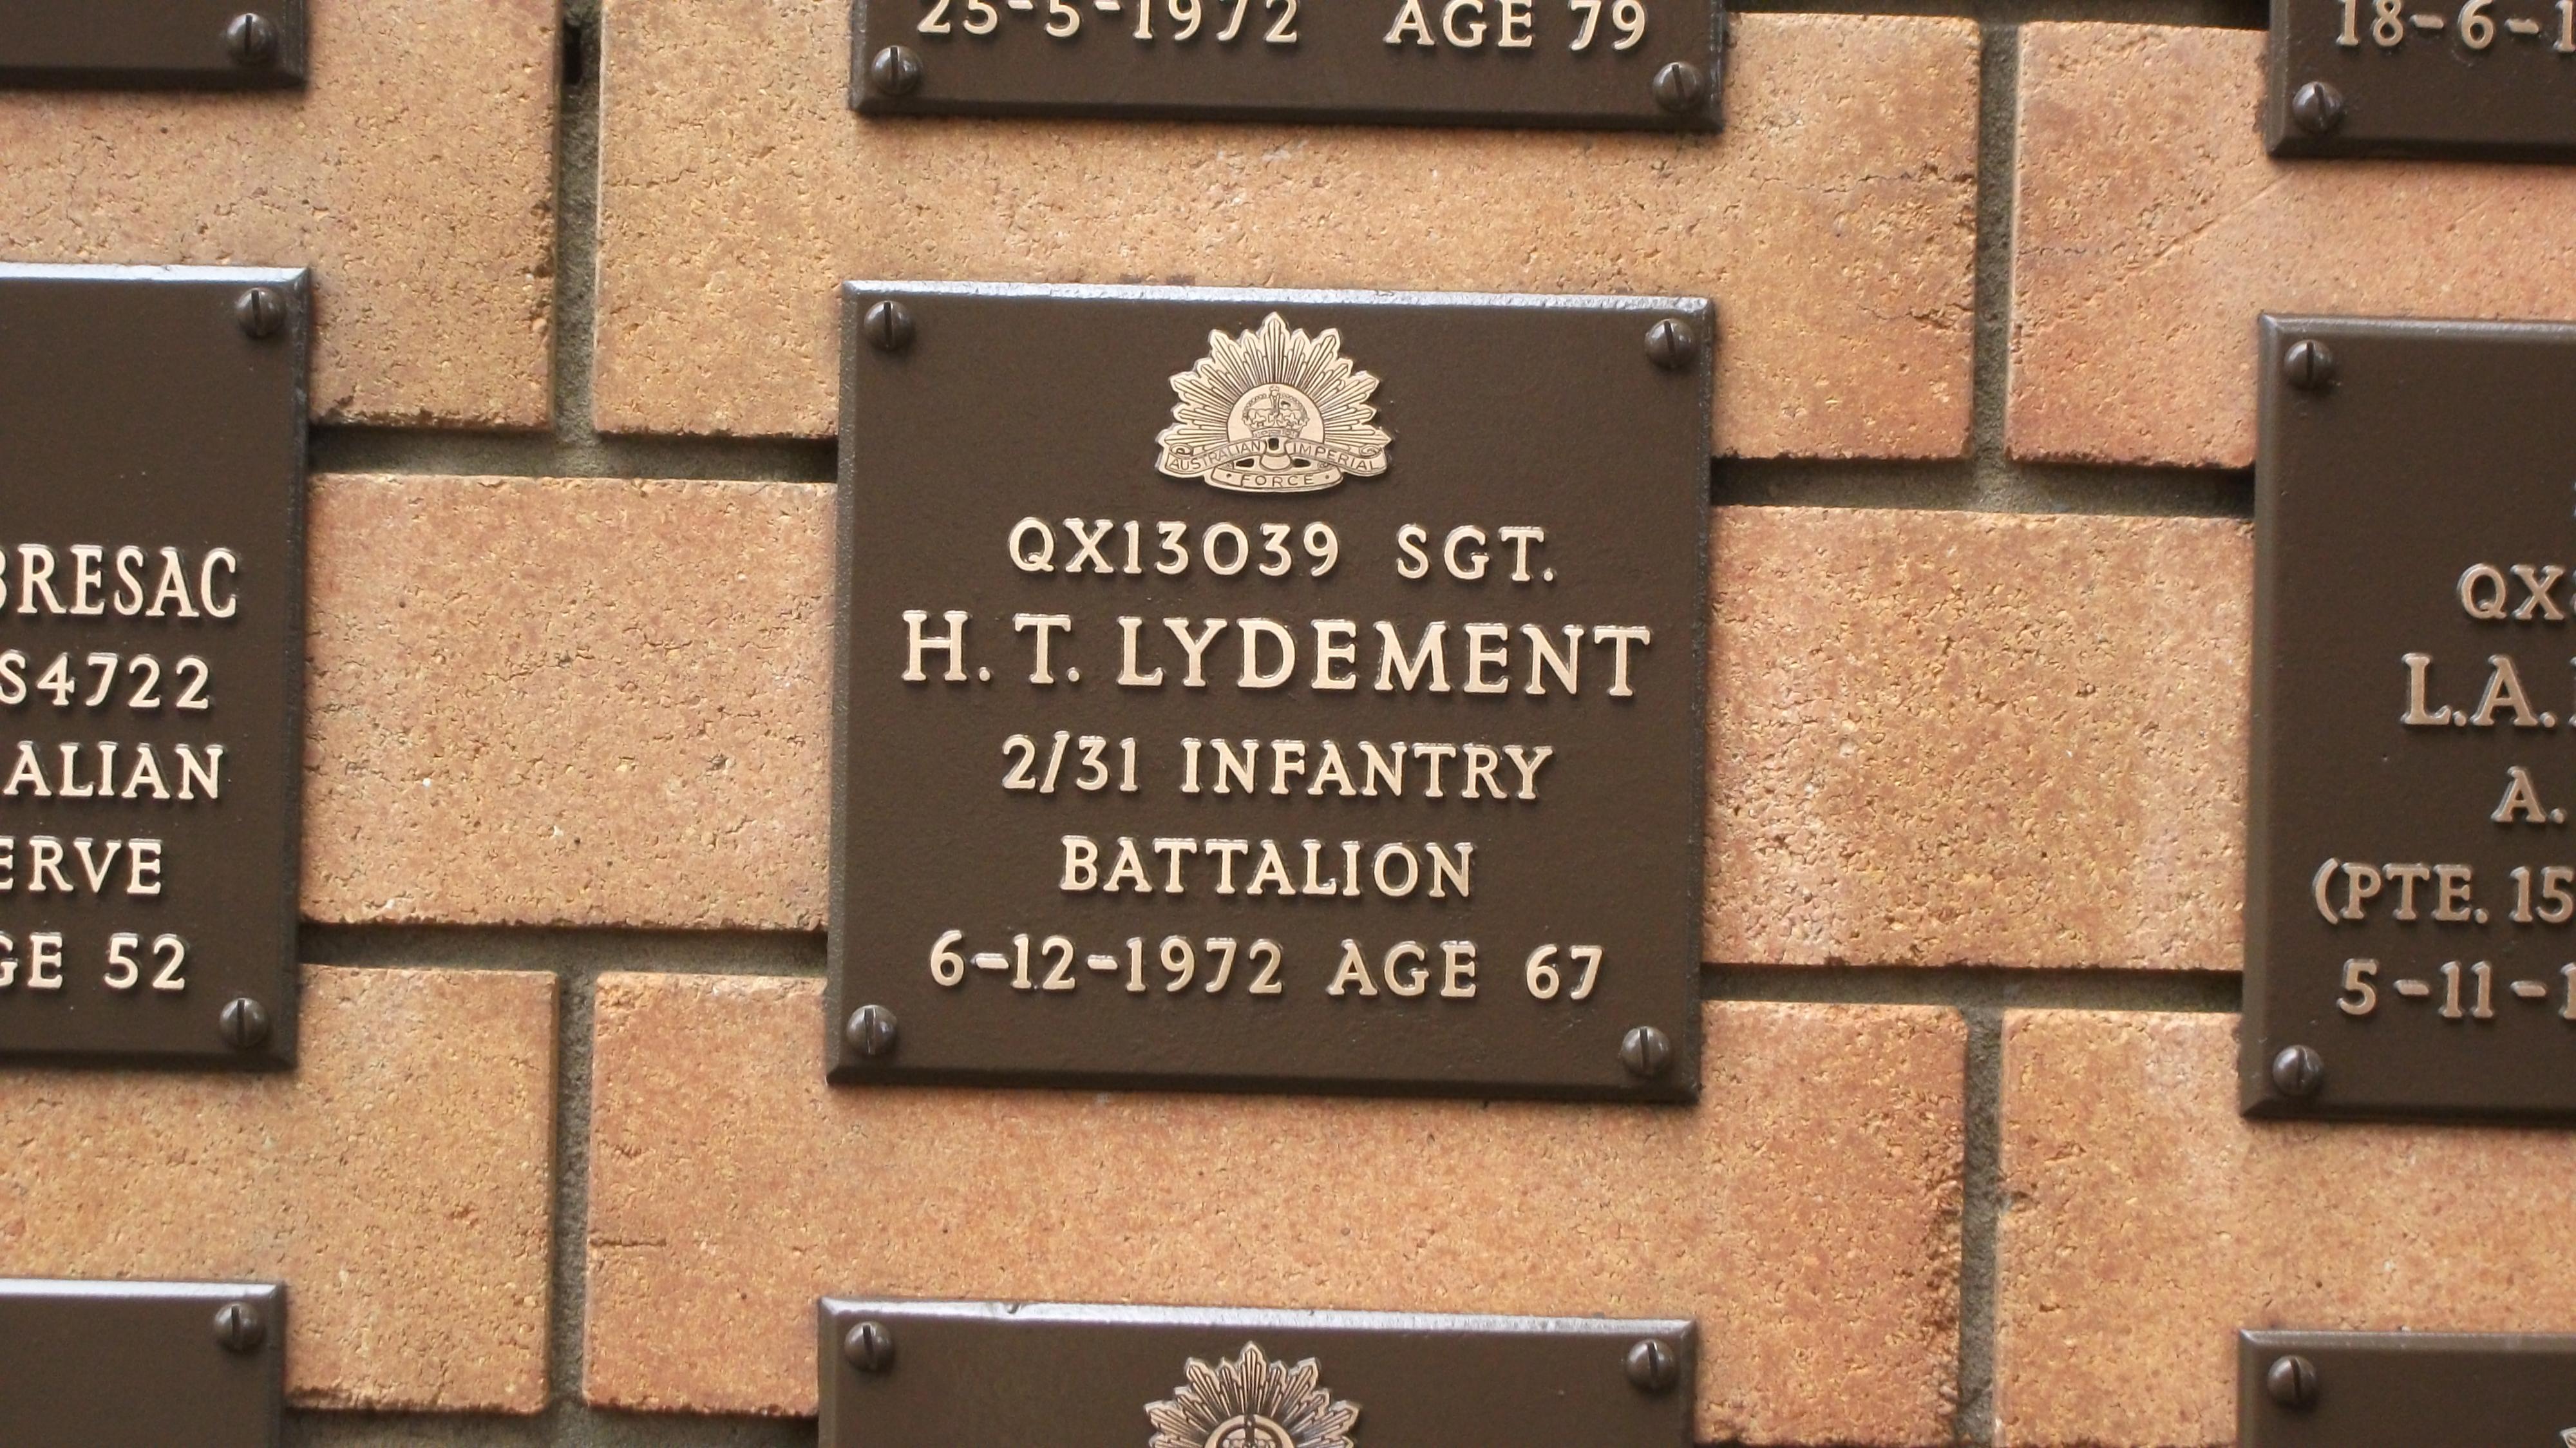 25-5-1972 AGE 79
18-6-1
BRESAC
S4722
ALIAN
ERVE
GE 52
AUSTRALIAN IMPERIAL
FORCE
QX13039 SGT.
H. T. LYDEMENT
2/31 INFANTRY
BATTALION
6-12-1972 AGE 67
QX
L.A.
A.
(PTE. 15
5-11-1